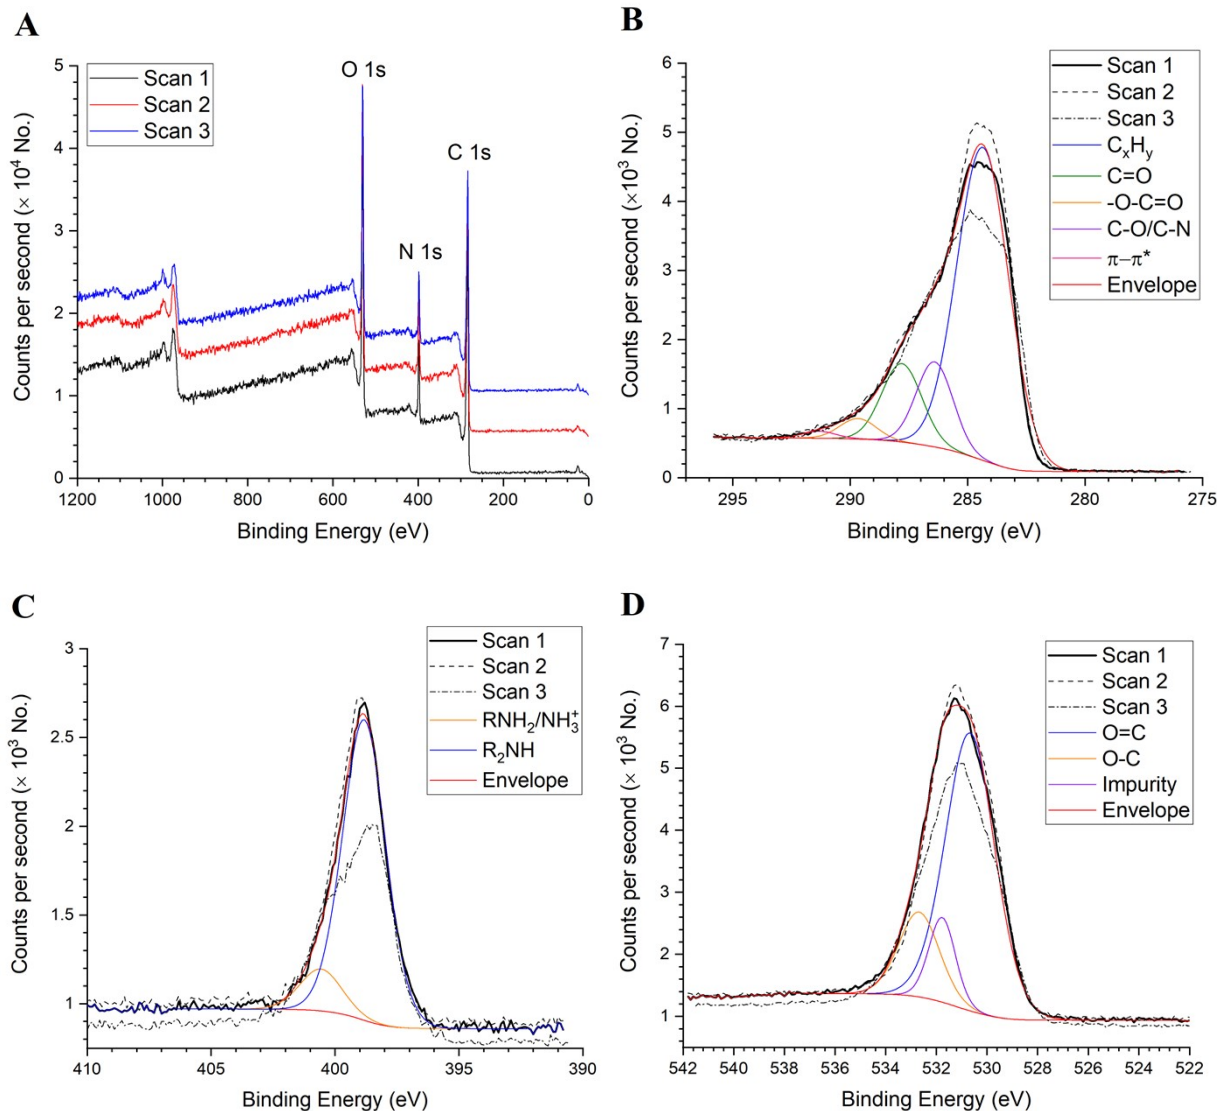 A
Scan 1
Scan 2
Scan 3
O 1s
C 1s
N 1s
5
4
3
2
1
0
1200
1000
800
600
400
200
0
Counts per second (× 10⁴ No.)
Binding Energy (eV)
B
Scan 1
Scan 2
Scan 3
CₓHᵧ
C=O
-O-C=O
C-O/C-N
π−π*
Envelope
6
5
4
3
2
1
0
295
290
285
280
275
Counts per second (×10³ No.)
Binding Energy (eV)
C
Scan 1
Scan 2
Scan 3
RNH₂/NH₃⁺
R₂NH
Envelope
3
2.5
2
1.5
1
410
405
400
395
390
Counts per second (× 10³ No.)
Binding Energy (eV)
D
Scan 1
Scan 2
Scan 3
O=C
O-C
Impurity
Envelope
7
6
5
4
3
2
1
542
540
538
536
534
532
530
528
526
524
522
Counts per second (× 10³ No.)
Binding Energy (eV)